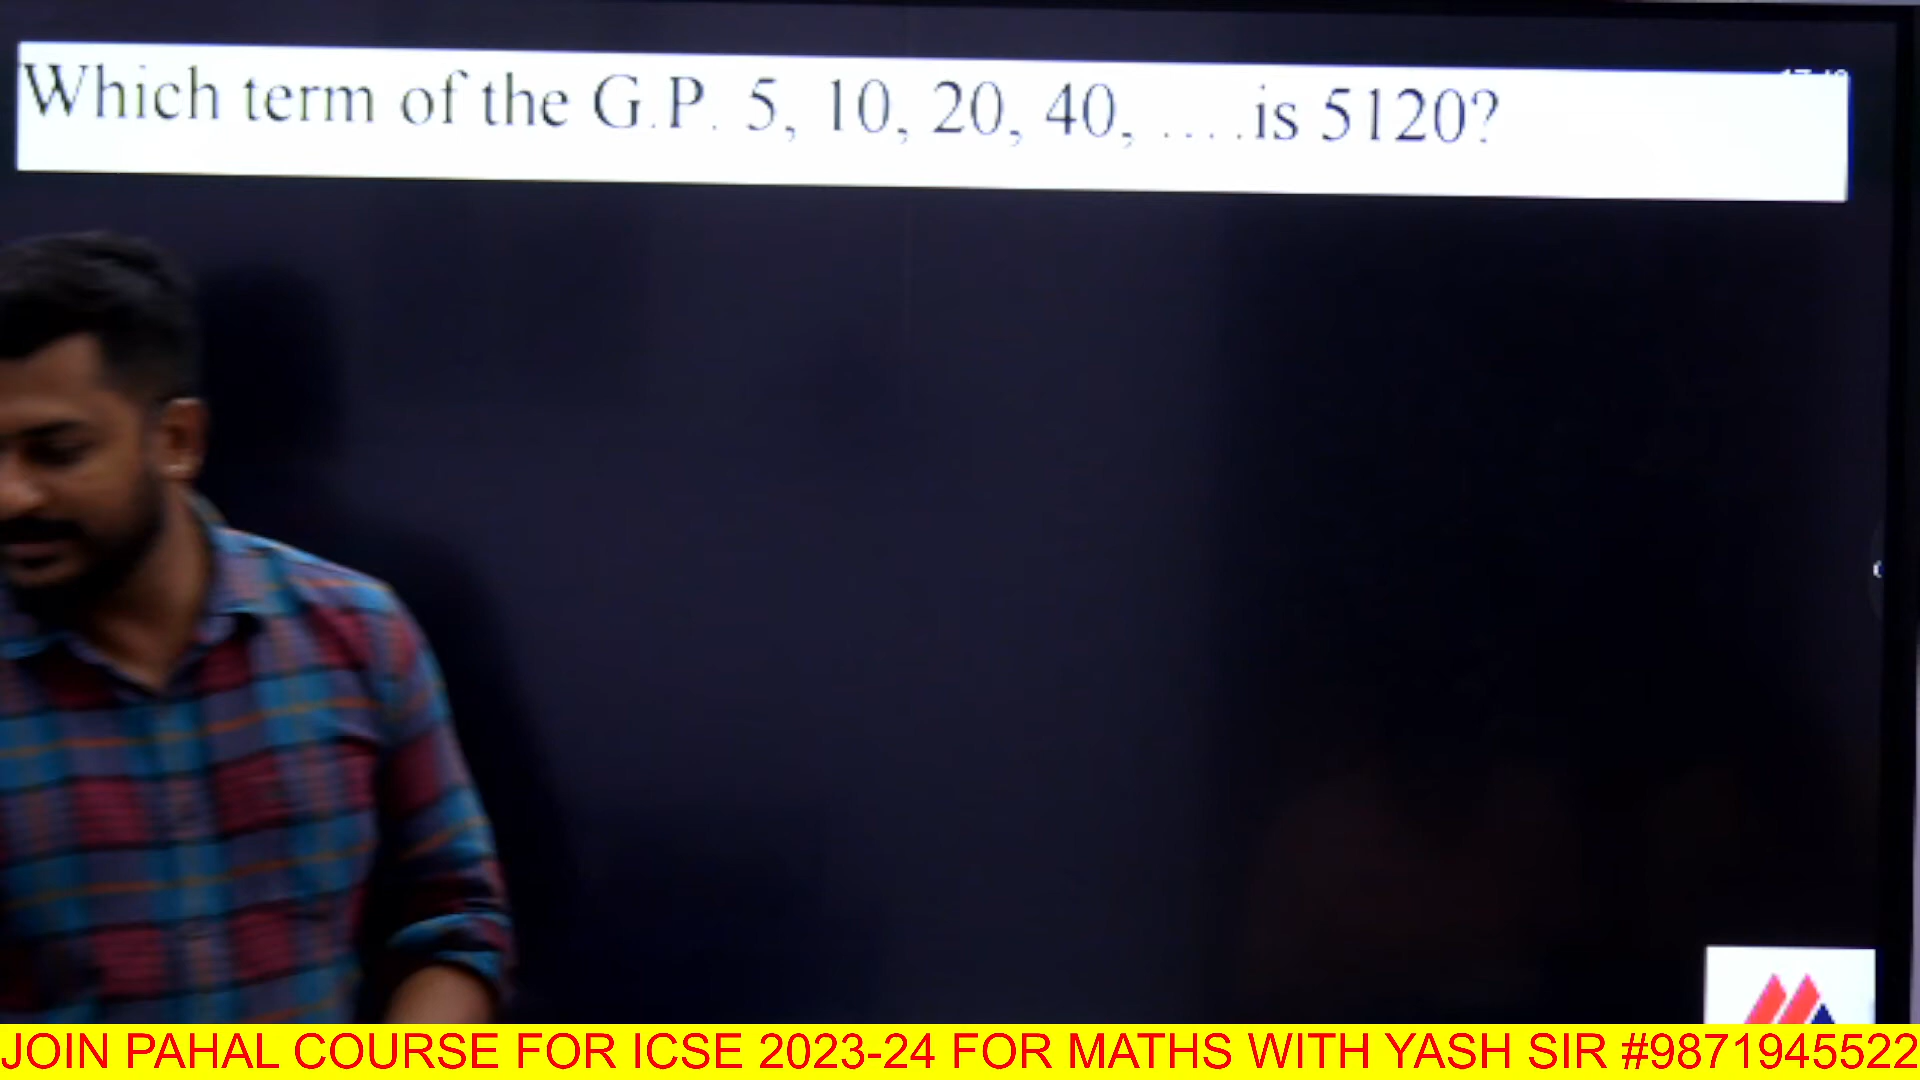 Which term of the G.P. 5, 10, 20, 40, ....is 5120?
JOIN PAHAL COURSE FOR ICSE 2023-24 FOR MATHS WITH YASH SIR #9871945522